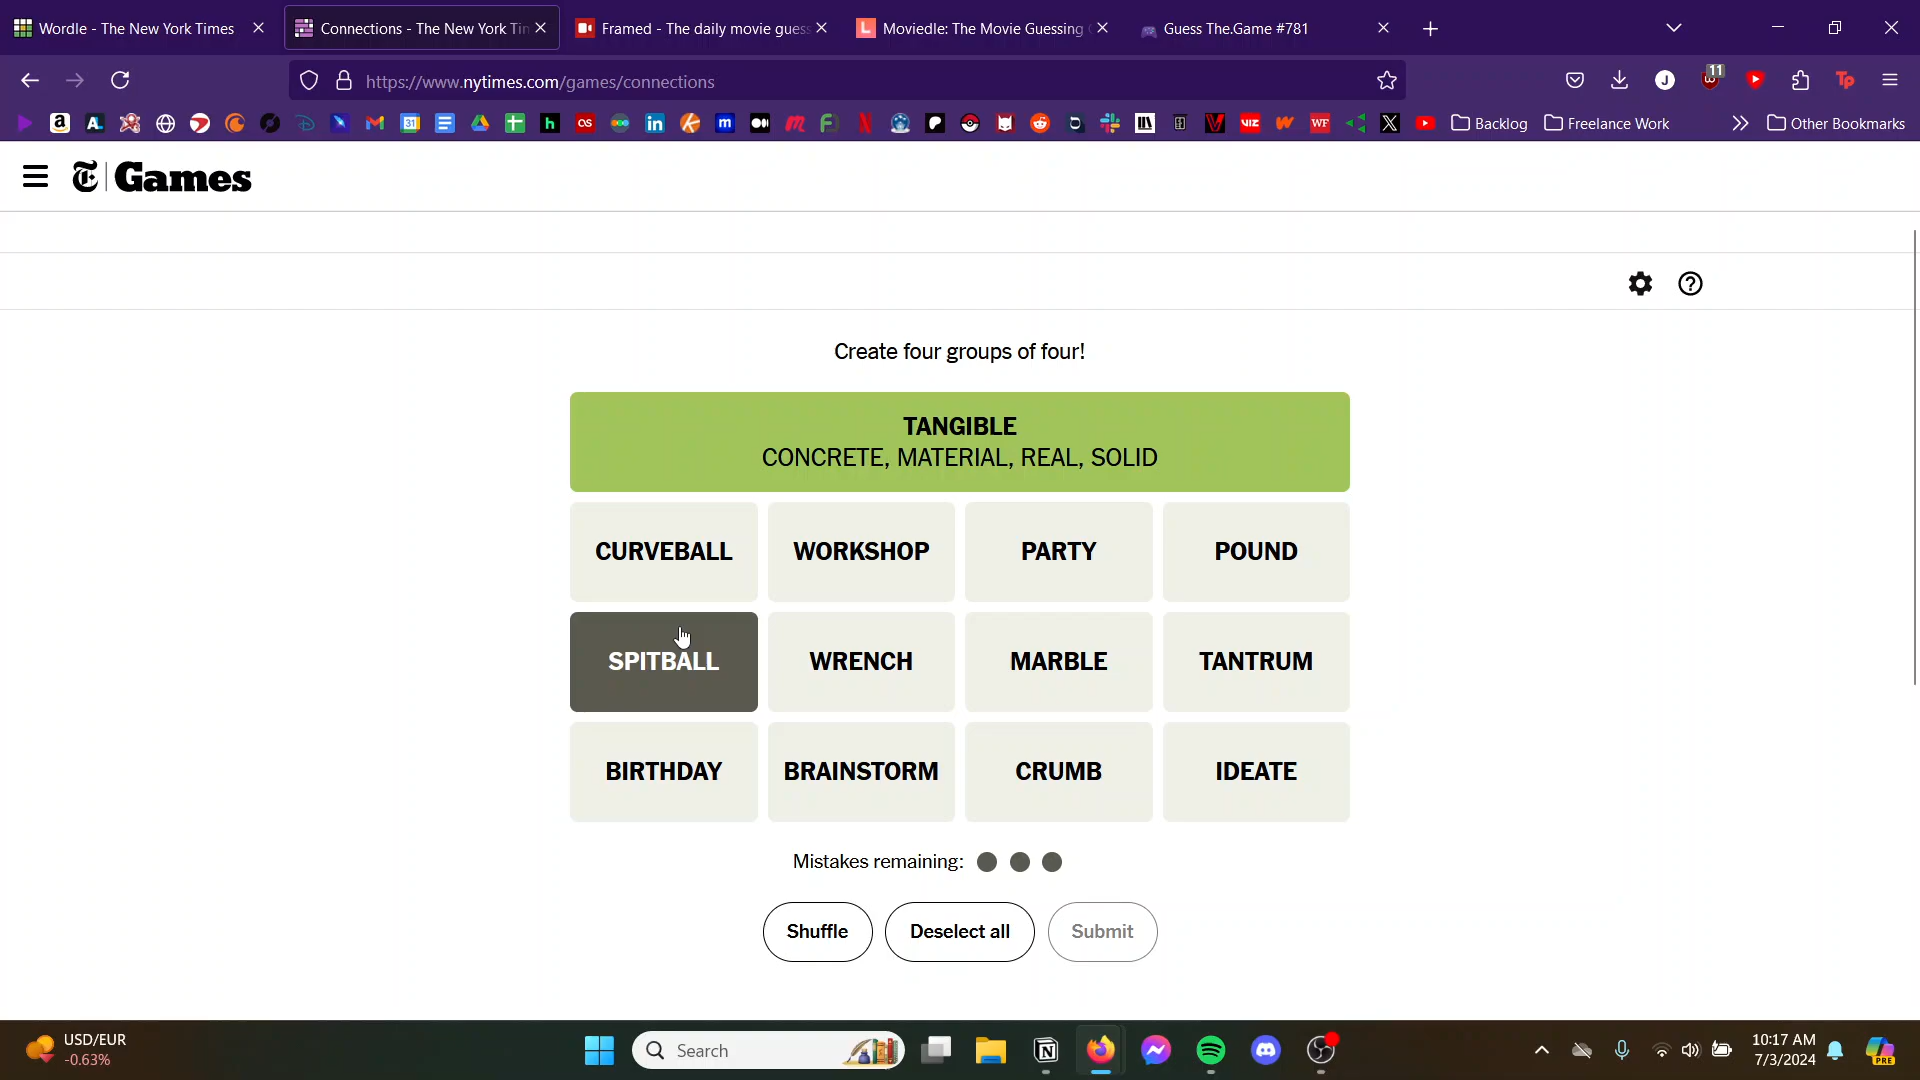 Wordle - The New York Times
Connections - The New York Tin
Framed - The daily movie gues
Moviedle: The Movie Guessing
Guess The.Game #781
https://www.nytimes.com/games/connections
11
Backlog
Freelance Work
Other Bookmarks
Games
Create four groups of four!
TANGIBLE
CONCRETE, MATERIAL, REAL, SOLID
CURVEBALL WORKSHOP PARTY POUND
SPITBALL WRENCH MARBLE TANTRUM
BIRTHDAY BRAINSTORM CRUMB IDEATE
Mistakes remaining:
Shuffle
Deselect all
Submit
USD/EUR
-0.63%
Search
10:17 AM
7/3/2024